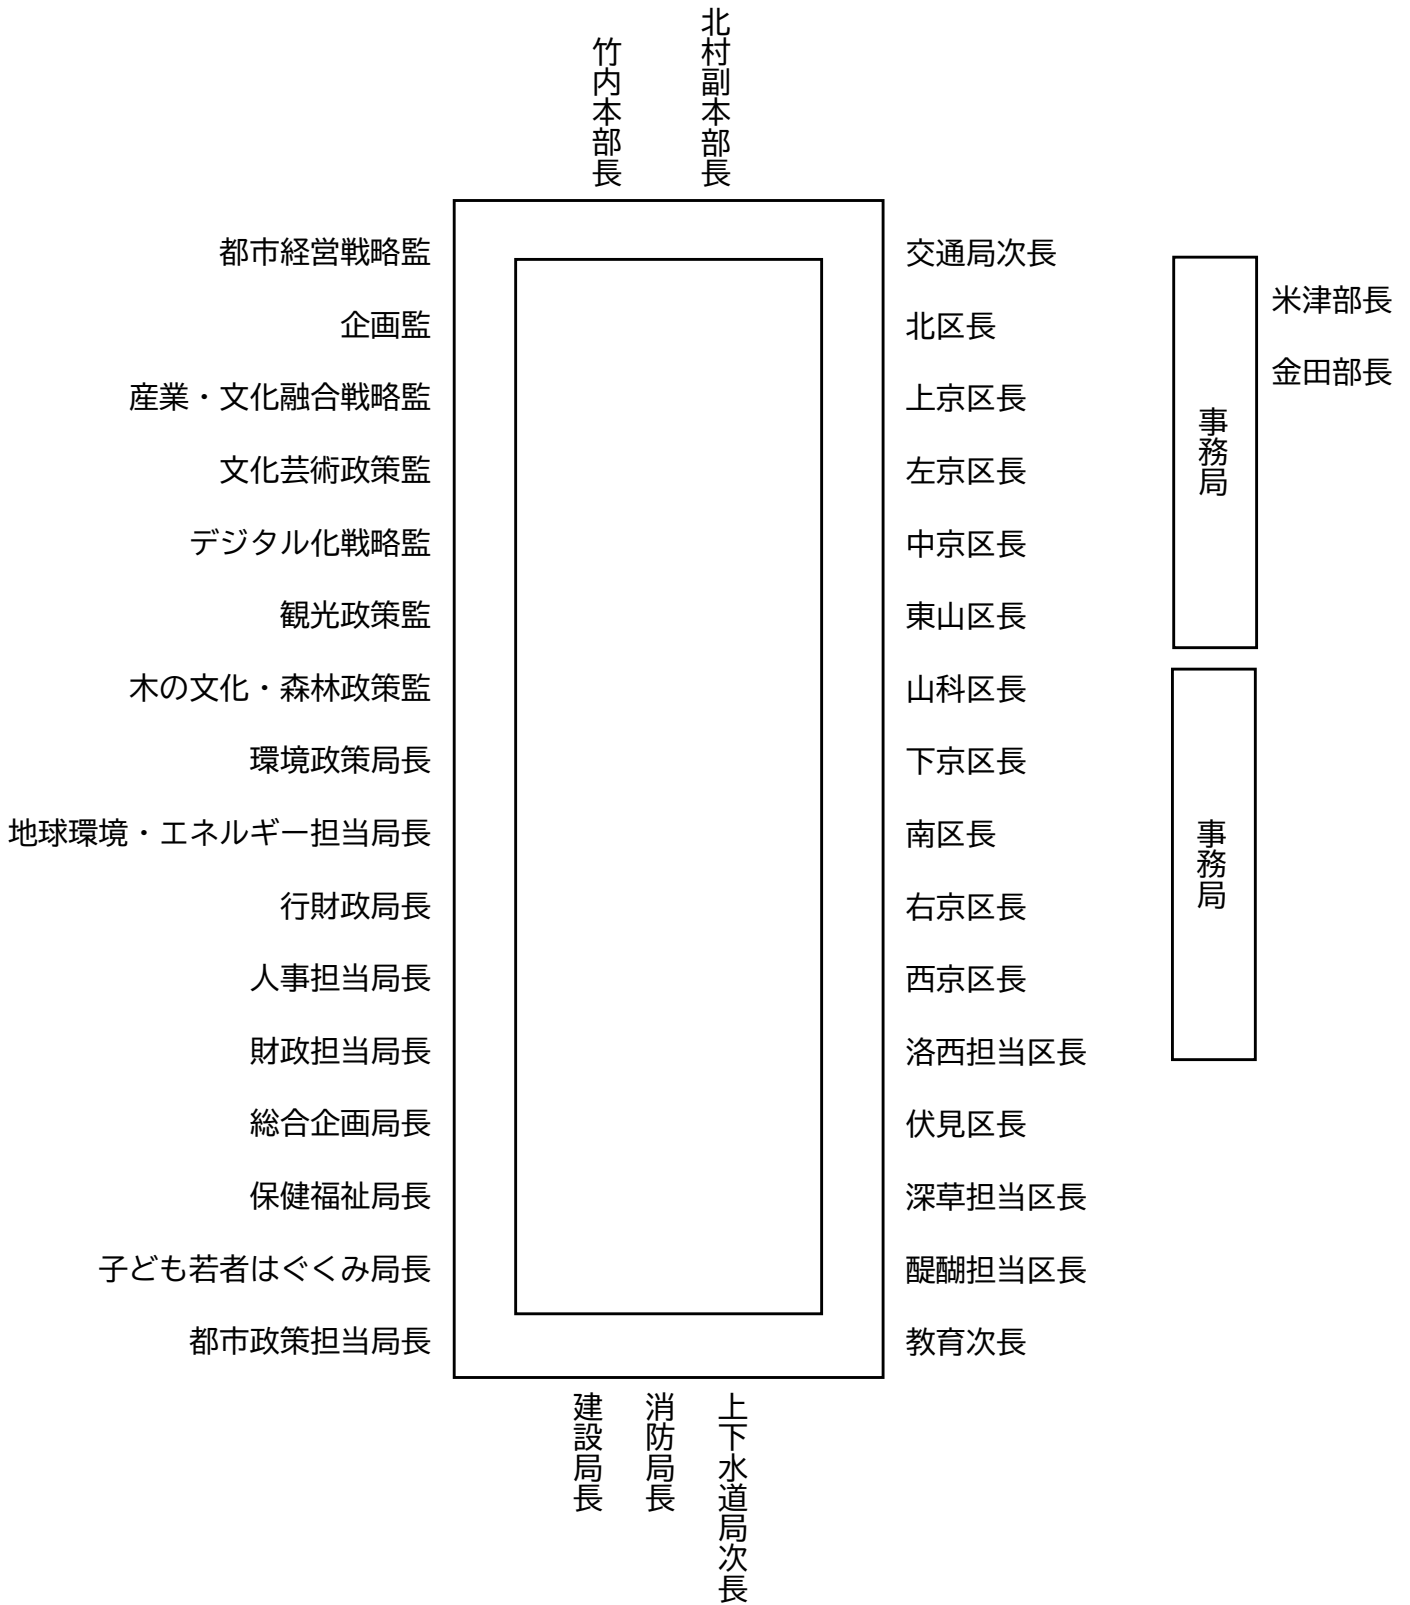 竹内本部長
北村副本部長
都市経営戦略監
企画監
産業・文化融合戦略監
文化芸術政策監
デジタル化戦略監
観光政策監
木の文化・森林政策監
環境政策局長
地球環境・エネルギー担当局長
行財政局長
人事担当局長
財政担当局長
総合企画局長
保健福祉局長
子ども若者はぐくみ局長
都市政策担当局長
交通局次長
北区長
上京区長
左京区長
中京区長
東山区長
山科区長
下京区長
南区長
右京区長
西京区長
洛西担当区長
伏見区長
深草担当区長
醍醐担当区長
教育次長
建設局長
消防局長
上下水道局次長
事務局
米津部長
金田部長
事務局